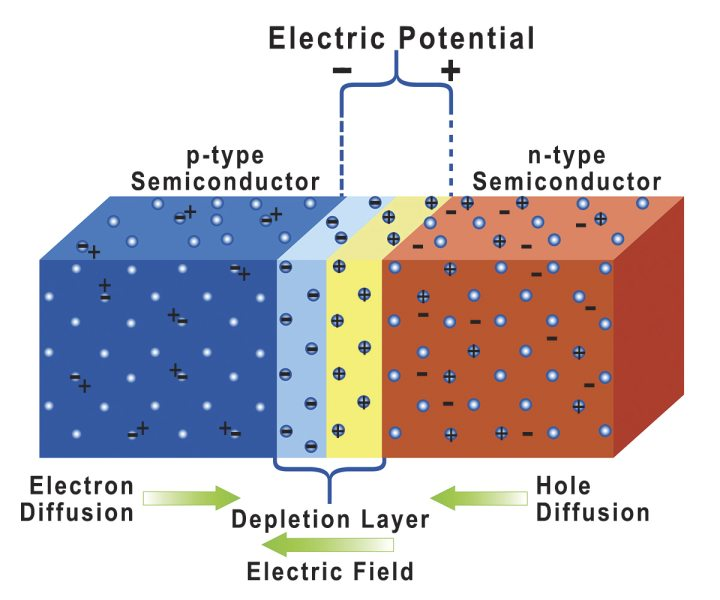 Electric Potential
− +
p-type
Semiconductor
n-type
Semiconductor
Electron
Diffusion
Hole
Diffusion
Depletion Layer
Electric Field